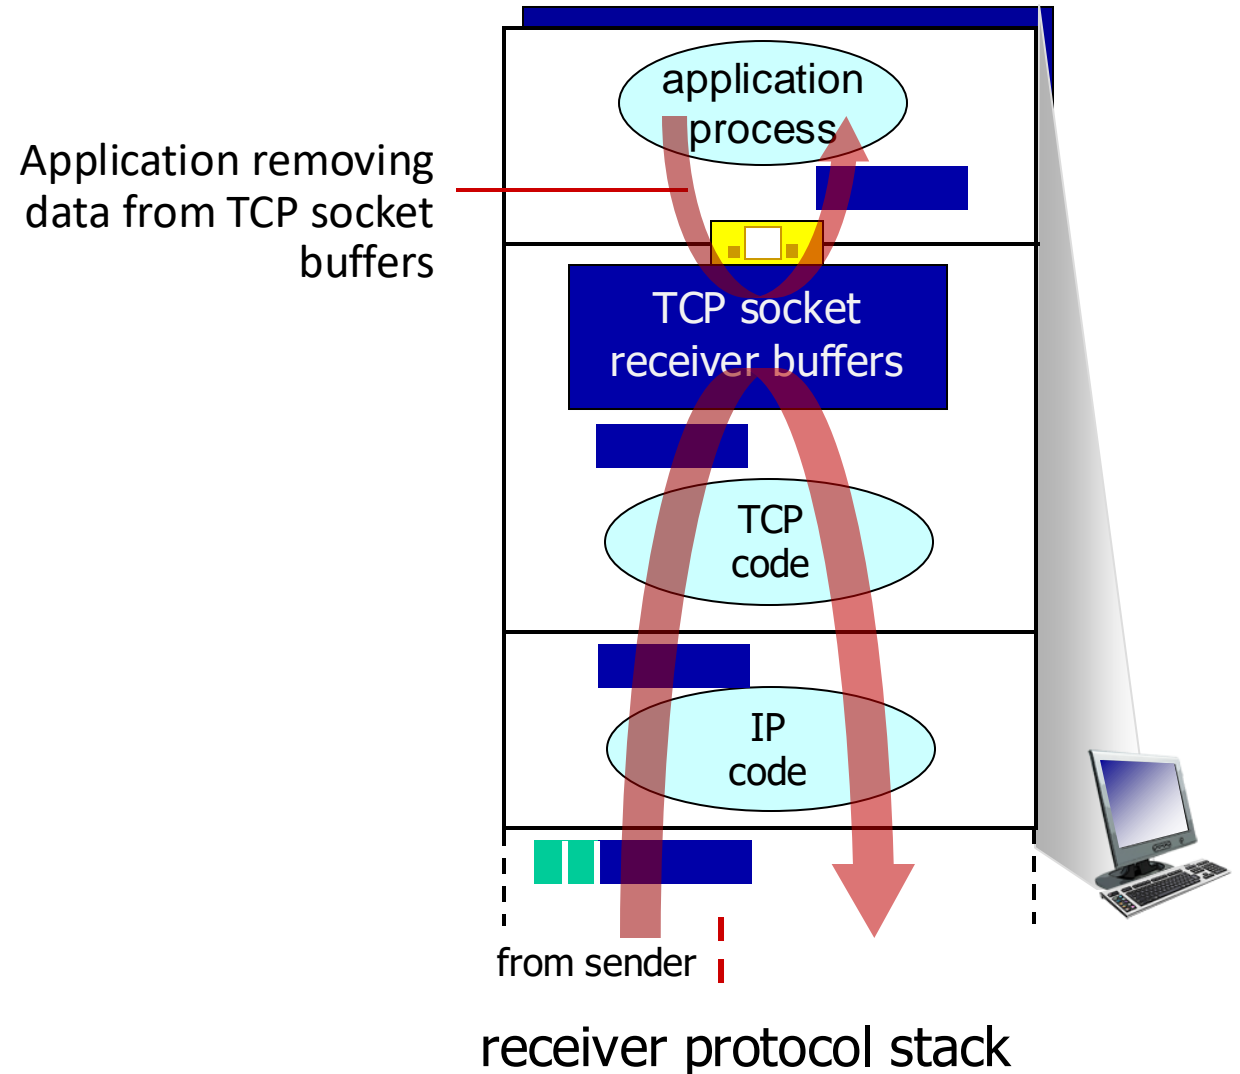 application
process
Application removing
data from TCP socket
buffers
TCP socket
receiver buffers
TCP
code
IP
code
from sender
receiver protocol stack